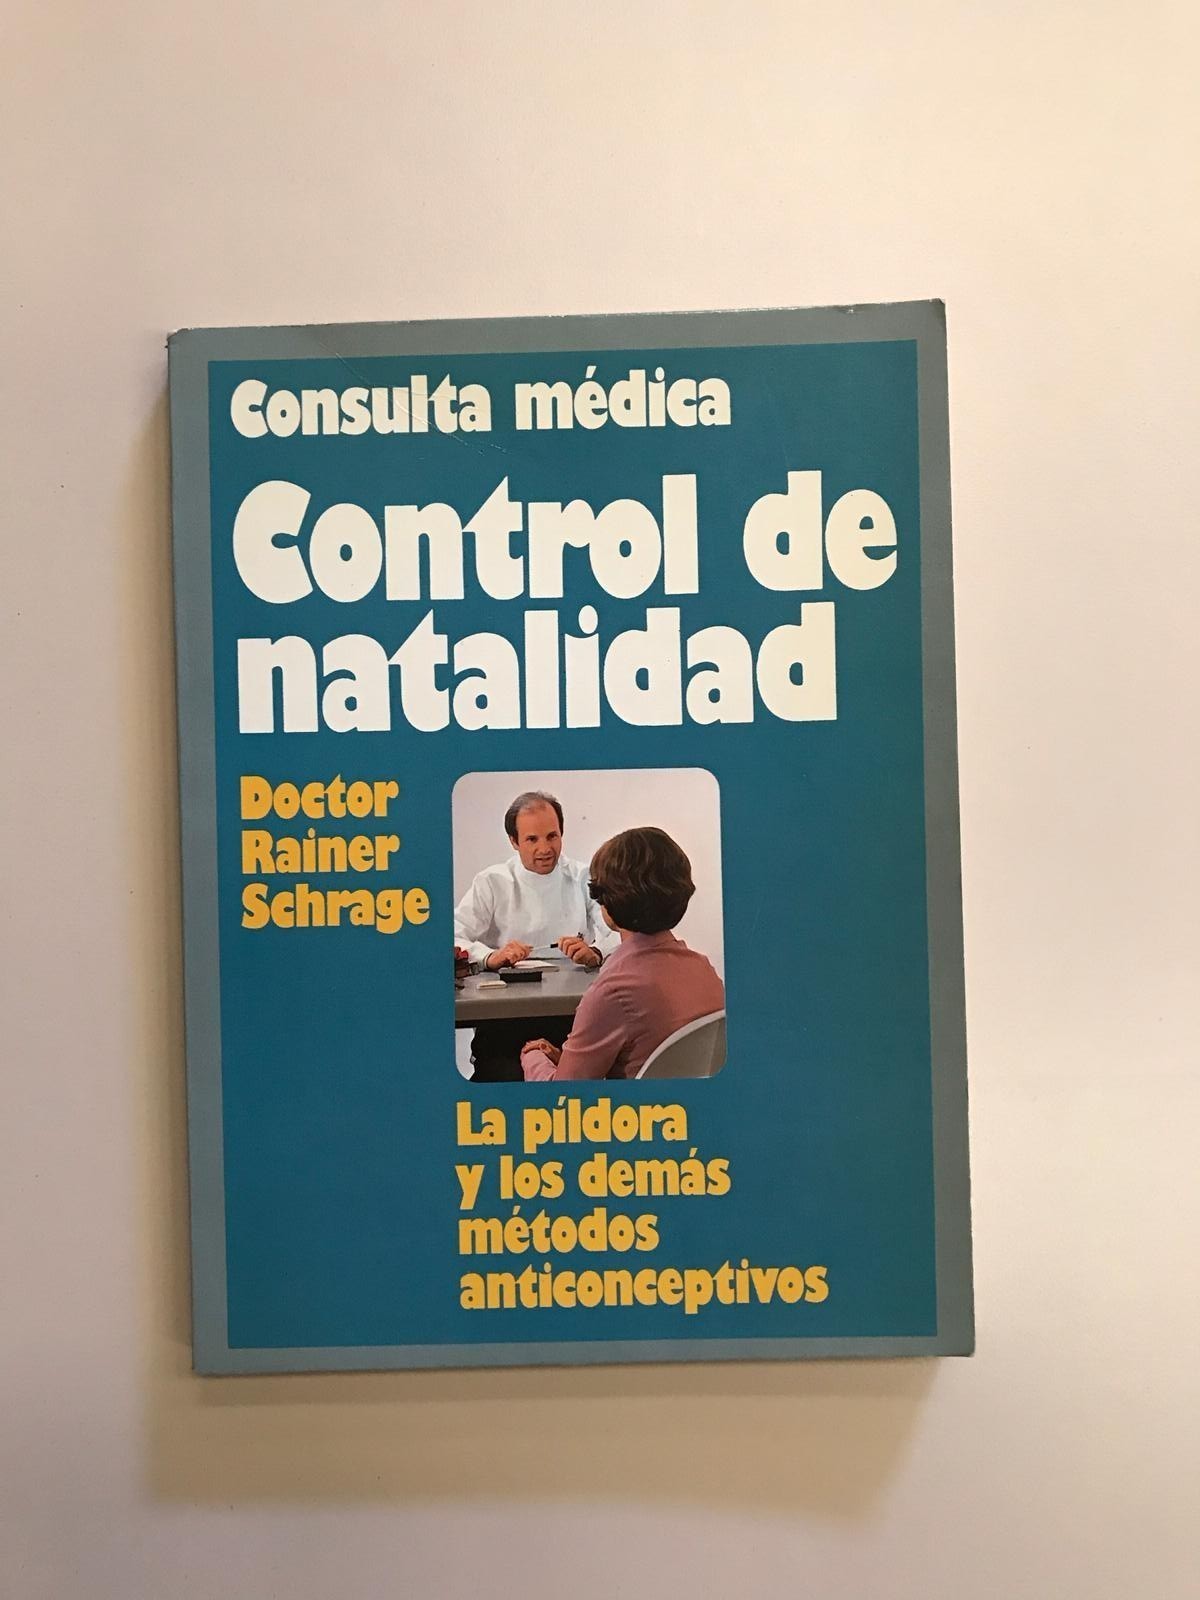 Consulta médica
Control de
natalidad
Doctor
Rainer
Schrage
La píldora
y los demás
métodos
anticonceptivos